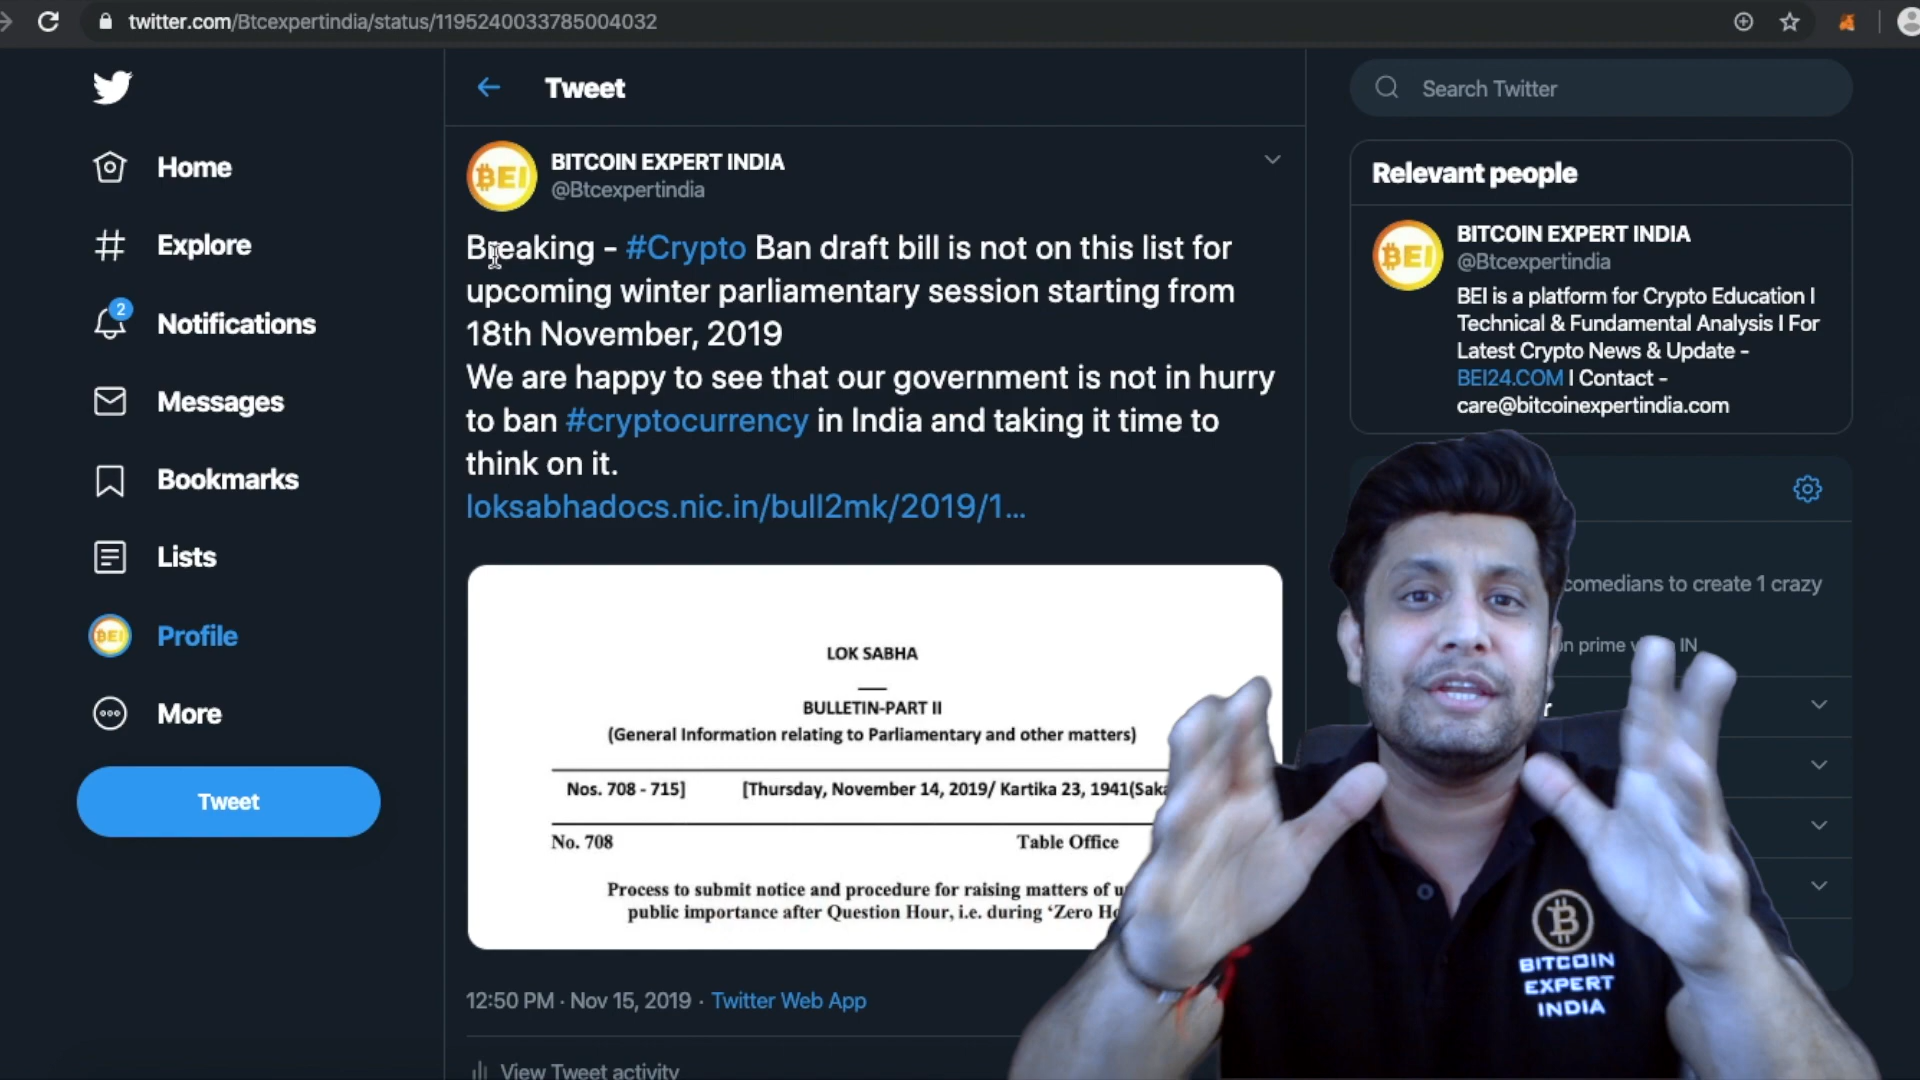 twitter.com/Btcexpertindia/status/1195240033785004032
Home
Explore
2
Notifications
Messages
Bookmarks
Lists
BEI
Profile
More
Tweet
Tweet
BEI
BITCOIN EXPERT INDIA
@Btcexpertindia
Breaking - #Crypto Ban draft bill is not on this list for
upcoming winter parliamentary session starting from
18th November, 2019
We are happy to see that our government is not in hurry
to ban #cryptocurrency in India and taking it time to
think on it.
loksabhadocs.nic.in/bull2mk/2019/1...
LOK SABHA
BULLETIN-PART II
(General Information relating to Parliamentary and other matters)
Nos. 708 - 715] [Thursday, November 14, 2019/ Kartika 23, 1941(Saka
No. 708 Table Office
Process to submit notice and procedure for raising matters of
public importance after Question Hour, i.e. during 'Zero
12:50 PM · Nov 15, 2019 · Twitter Web App
View Tweet activity
Search Twitter
Relevant people
BEI
BITCOIN EXPERT INDIA
@Btcexpertindia
BEI is a platform for Crypto Education I
Technical & Fundamental Analysis I For
Latest Crypto News & Update -
BEI24.COM I Contact -
care@bitcoinexpertindia.com
comedians to create 1 crazy
on prime IN
BITCOIN
EXPERT
INDIA